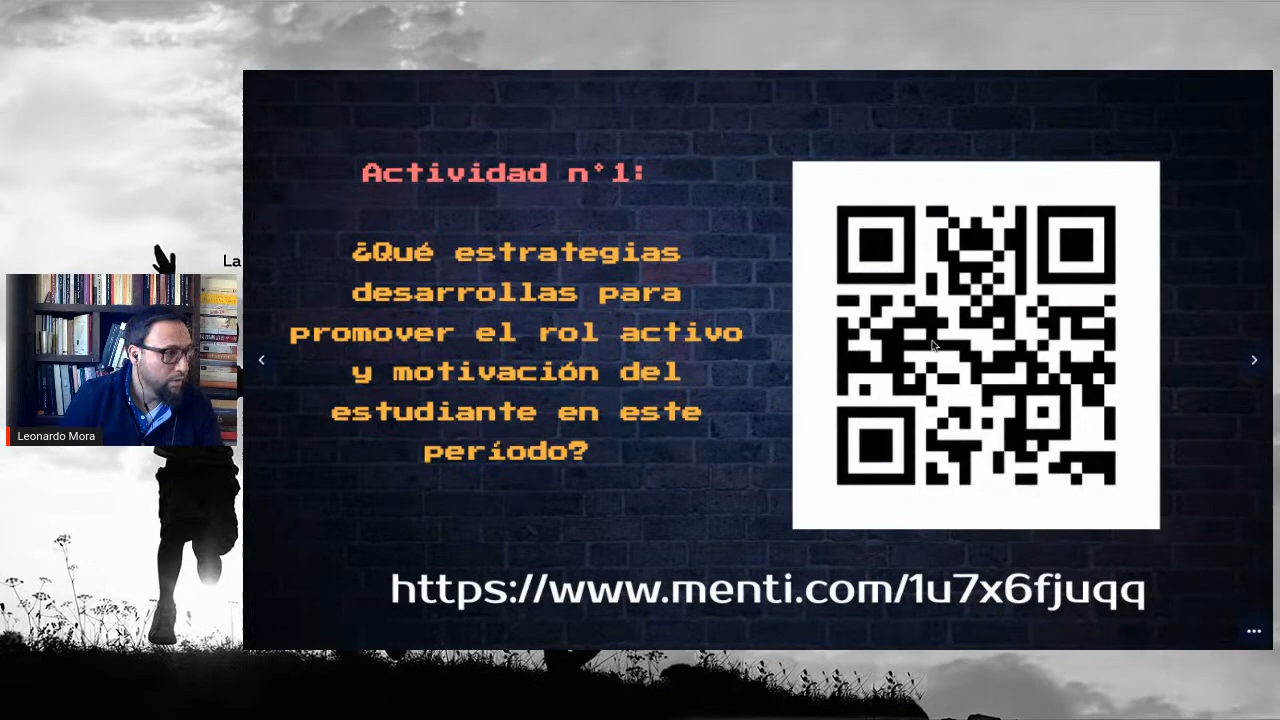 Actividad n°1:
¿Qué estrategias
desarrollas para
promover el rol activo
y motivación del
estudiante en este
período?
https://www.menti.com/1u7x6fjuqq
La
Leonardo Mora